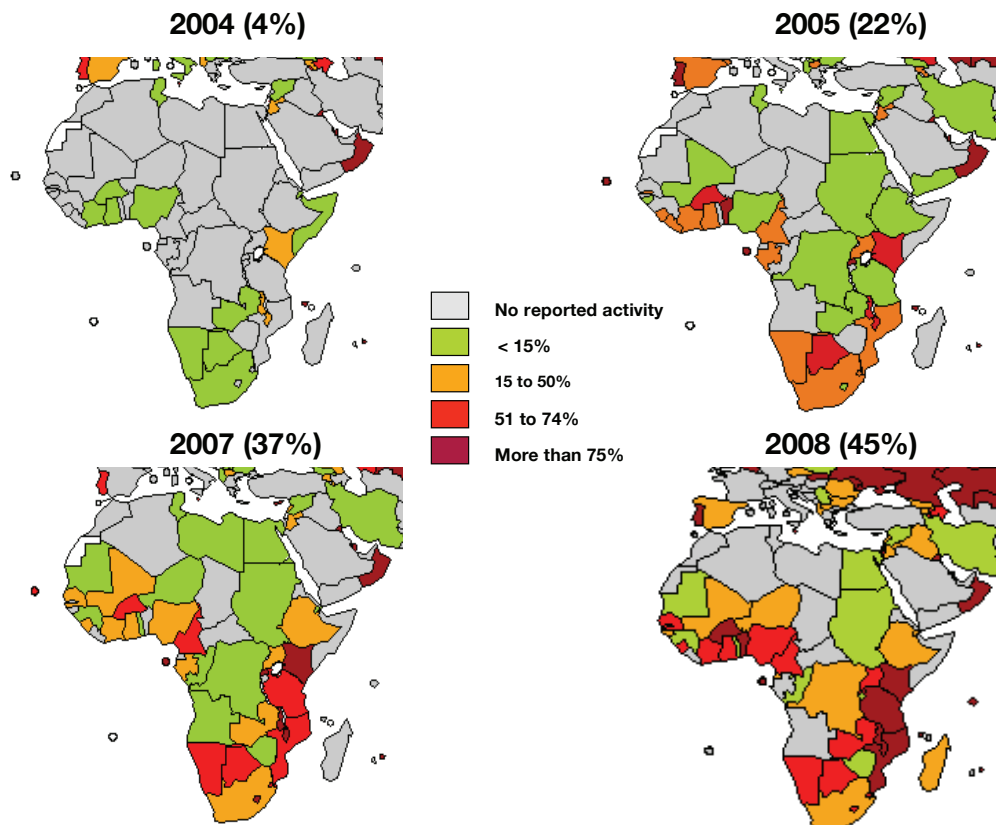 2004 (4%)
2005 (22%)
No reported activity
< 15%
15 to 50%
51 to 74%
More than 75%
2007 (37%)
2008 (45%)